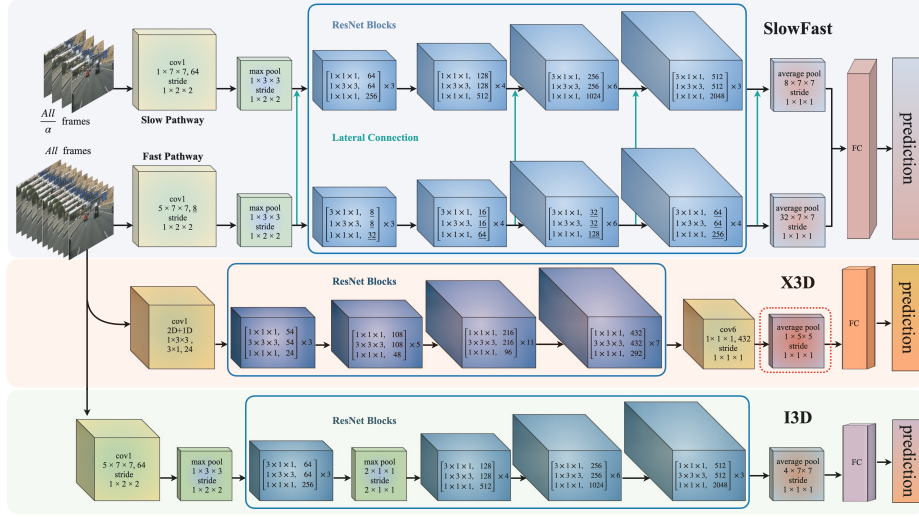 ResNet Blocks
SlowFast
cov1
1 × 7 × 7, 64
stride
1 × 2 × 2
max pool
1 × 3 × 3
stride
1 × 2 × 2
1 × 1 × 1, 64
1 × 3 × 3, 64
1 × 1 × 1, 256
× 3
1 × 1 × 1, 128
1 × 3 × 3, 128
1 × 1 × 1, 512
× 4
3 × 1 × 1, 256
1 × 3 × 3, 256
1 × 1 × 1, 1024
× 6
3 × 1 × 1, 512
1 × 3 × 3, 512
1 × 1 × 1, 2048
× 3
average pool
8 × 7 × 7
stride
1 × 1 × 1
All/α frames
Slow Pathway
Lateral Connection
FC
prediction
All frames
Fast Pathway
cov1
5 × 7 × 7, 8
stride
1 × 2 × 2
max pool
1 × 3 × 3
stride
1 × 2 × 2
3 × 1 × 1, 8
1 × 3 × 3, 8
1 × 1 × 1, 32
× 3
3 × 1 × 1, 16
1 × 3 × 3, 16
1 × 1 × 1, 64
× 4
3 × 1 × 1, 32
1 × 3 × 3, 32
1 × 1 × 1, 128
× 6
3 × 1 × 1, 64
1 × 3 × 3, 64
1 × 1 × 1, 256
× 4
average pool
32 × 7 × 7
stride
1 × 1 × 1
ResNet Blocks
X3D
cov1
2D+1D
1×3×3 ,
3×1, 24
1 × 1 × 1, 54
3 × 3 × 3, 54
1 × 1 × 1, 24
× 3
1 × 1 × 1, 108
3 × 3 × 3, 108
1 × 1 × 1, 48
× 5
1 × 1 × 1, 216
3 × 3 × 3, 216
1 × 1 × 1, 96
× 11
1 × 1 × 1, 432
3 × 3 × 3, 432
1 × 1 × 1, 292
× 7
cov6
1 × 1 × 1, 432
stride
1 × 1 × 1
average pool
1 × 5 × 5
stride
1 × 1 × 1
FC
prediction
ResNet Blocks
I3D
cov1
5 × 7 × 7, 64
stride
1 × 2 × 2
max pool
1 × 3 × 3
stride
1 × 2 × 2
3 × 1 × 1, 64
1 × 3 × 3, 64
1 × 1 × 1, 256
× 3
max pool
2 × 1 × 1
stride
2 × 1 × 1
3 × 1 × 1, 128
1 × 3 × 3, 128
1 × 1 × 1, 512
× 4
3 × 1 × 1, 256
1 × 3 × 3, 256
1 × 1 × 1, 1024
× 6
1 × 1 × 1, 512
3 × 3 × 3, 512
1 × 1 × 1, 2048
× 3
average pool
4 × 7 × 7
stride
1 × 1 × 1
FC
prediction